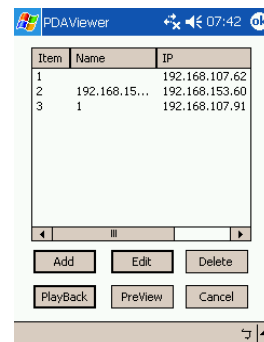 PDAViewer 07:42 ok
Item Name IP
1 192.168.107.62
2 192.168.15... 192.168.153.60
3 1 192.168.107.91
Add Edit Delete
PlayBack PreView Cancel